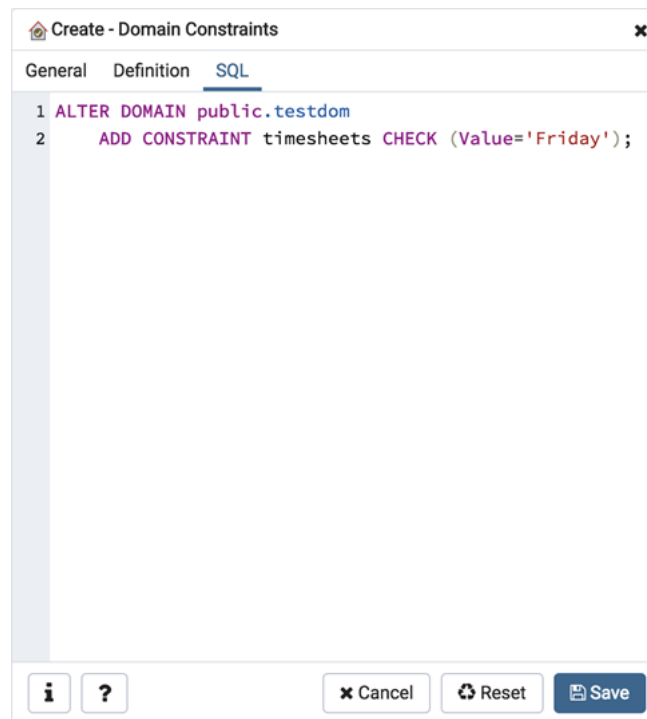 Create - Domain Constraints
General Definition SQL
1 ALTER DOMAIN public.testdom
2 ADD CONSTRAINT timesheets CHECK (Value='Friday');
i ? Cancel Reset Save